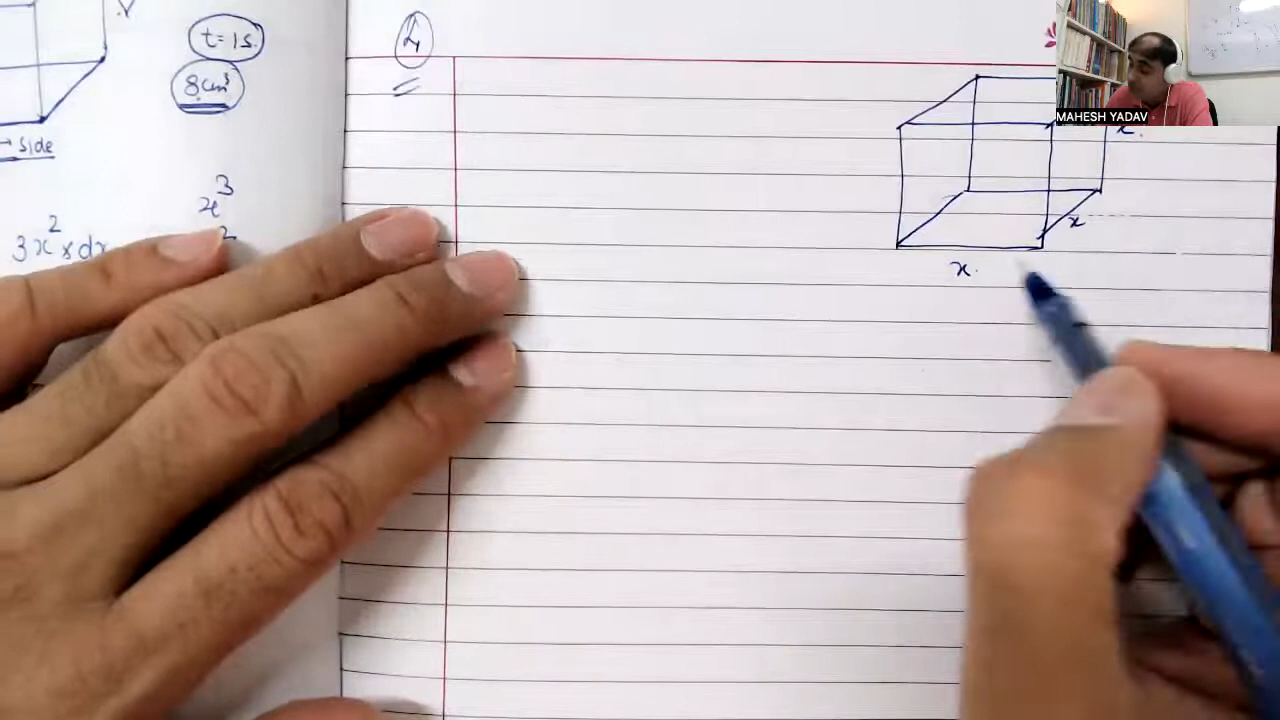 t=1s.
8cm³
→ side
x³
3x² × dx
4
x.
x
x.
MAHESH YADAV